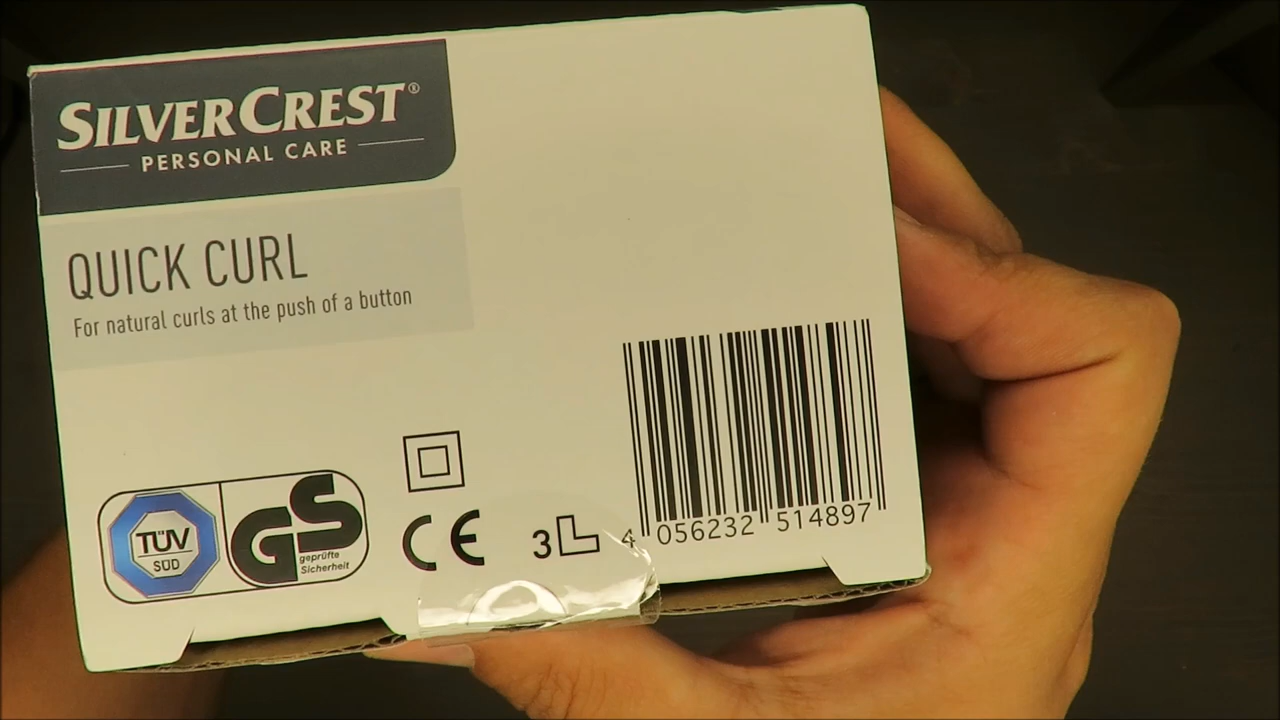 SILVERCREST®
PERSONAL CARE
QUICK CURL
For natural curls at the push of a button
TÜV
SÜD
GS
geprüfte
Sicherheit
CE
3
4 056232 514897